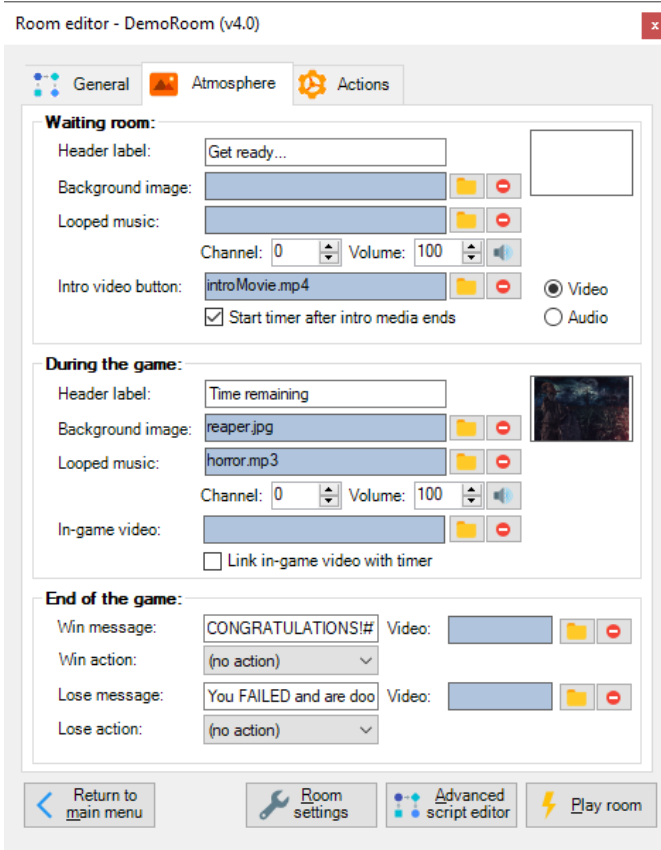 Room editor - DemoRoom (v4.0)
x
General Atmosphere Actions
Waiting room:
Header label: Get ready...
Background image:
Looped music:
Channel: 0 Volume: 100
Intro video button: introMovie.mp4 Video
Start timer after intro media ends Audio
During the game:
Header label: Time remaining
Background image: reaper.jpg
Looped music: horror.mp3
Channel: 0 Volume: 100
In-game video:
Link in-game video with timer
End of the game:
Win message: CONGRATULATIONS!# Video:
Win action: (no action)
Lose message: You FAILED and are doo Video:
Lose action: (no action)
Return to main menu
Room settings
Advanced script editor
Play room